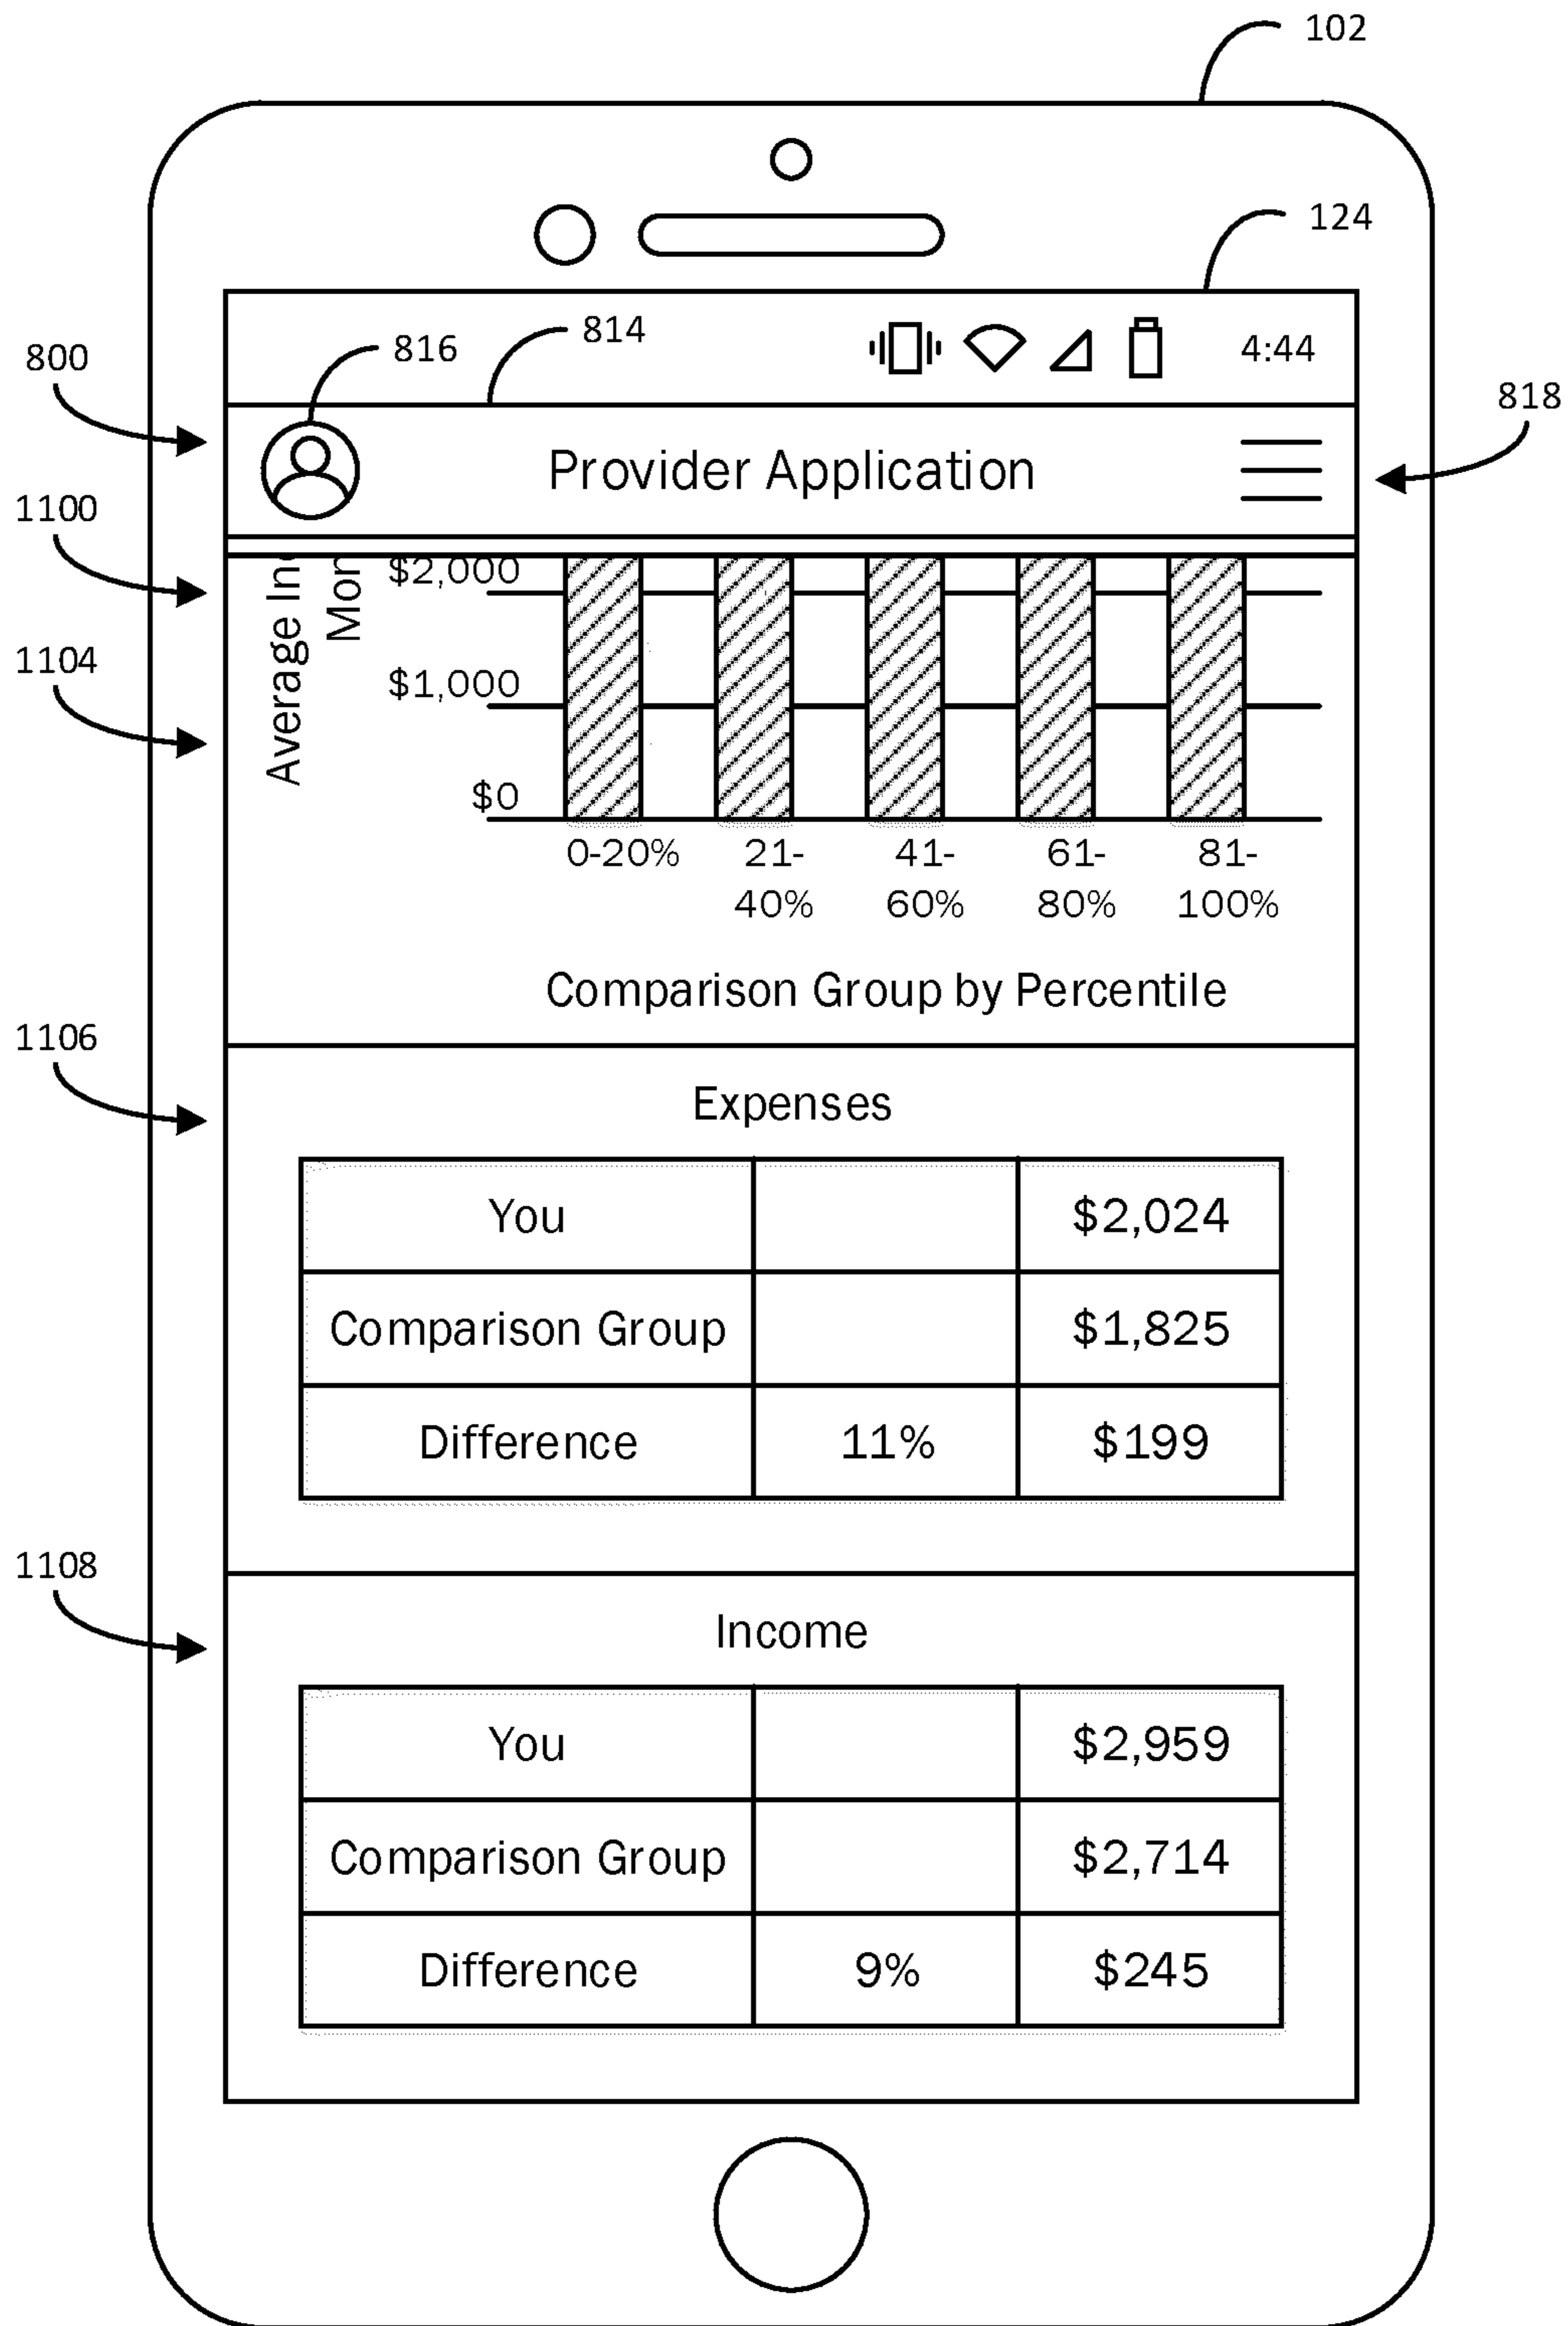 102
124
816
814
4:44
800
818
Provider Application
1100
$2,000
Average
1104
$1,000
$0
0-20% 21- 41- 61- 81-
40% 60% 80% 100%
Comparison Group by Percentile
1106
Expenses
You $2,024
Comparison Group $1,825
Difference 11% $199
1108
Income
You $2,959
Comparison Group $2,714
Difference 9% $245